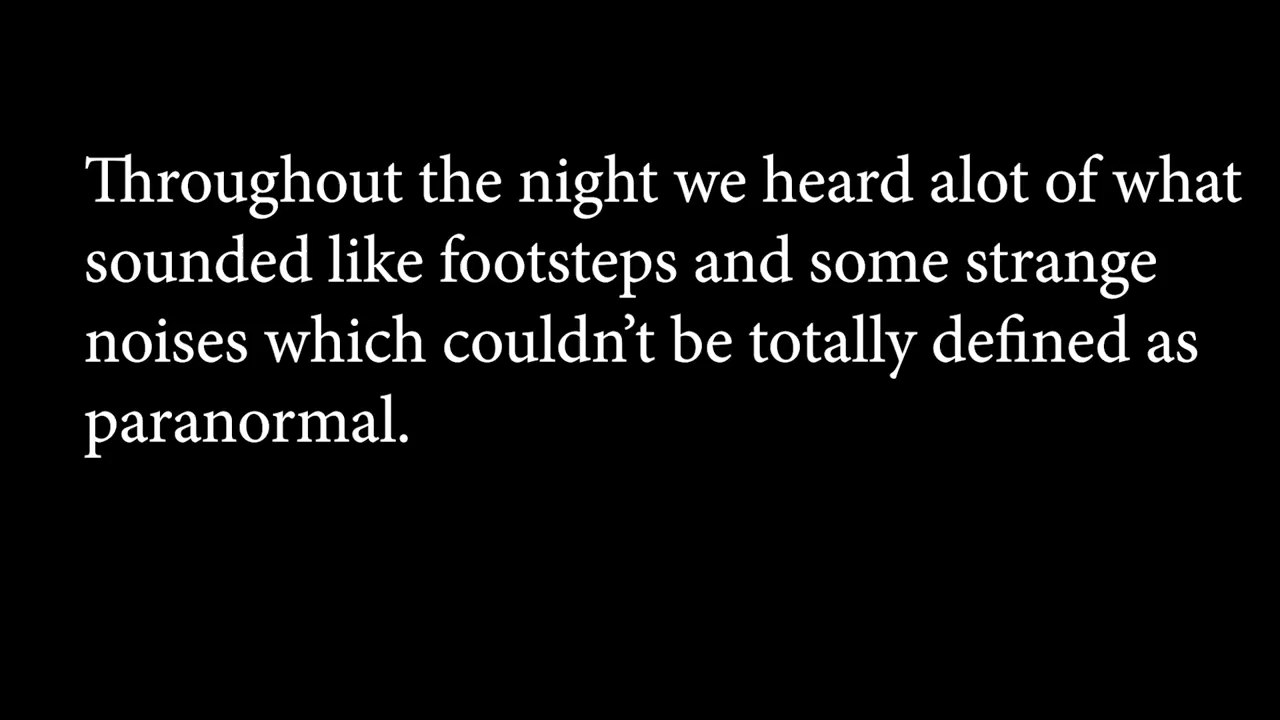 Throughout the night we heard alot of what
sounded like footsteps and some strange
noises which couldn’t be totally defined as
paranormal.